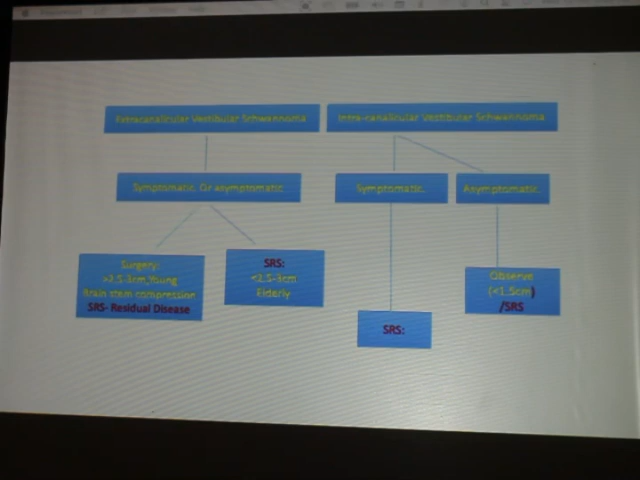 Extracanalicular Vestibular Schwannoma
Intra-canalicular Vestibular Schwannoma
Symptomatic Or asymptomatic
Symptomatic.
Asymptomatic.
Surgery:
>2.5-3cm,Young
Brain stem compression
SRS- Residual Disease
SRS:
<2.5-3cm
Elderly
SRS:
Observe
(<1.5cm)
/SRS